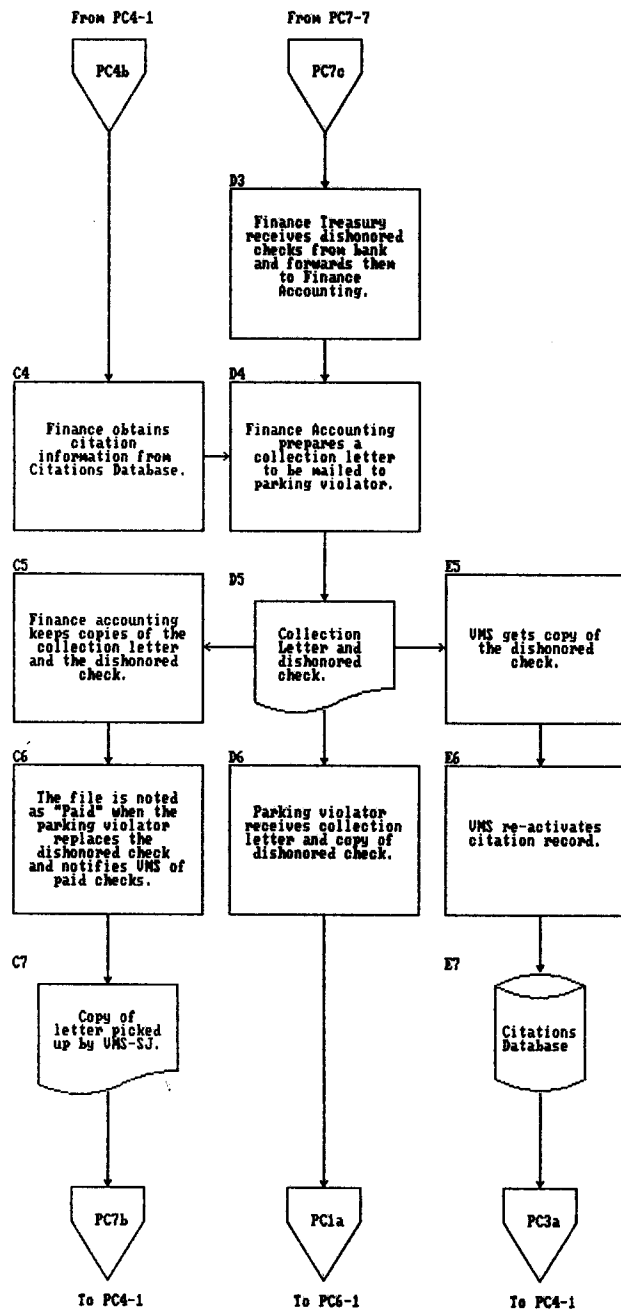 From PC4-1
From PC7-7
PC4b
PC7c
D3
Finance Treasury
receives dishonored
checks from bank
and forwards them
to Finance
Accounting.
C4
Finance obtains
citation
information from
Citations Database.
D4
Finance Accounting
prepares a
collection letter
to be mailed to
parking violator.
C5
Finance accounting
keeps copies of the
collection letter
and the dishonored
check.
D5
Collection
Letter and
dishonored
check.
E5
VMS gets copy of
the dishonored
check.
C6
The file is noted
as "Paid" when the
parking violator
replaces the
dishonored check
and notifies VMS of
paid checks.
D6
Parking violator
receives collection
letter and copy of
dishonored check.
E6
VMS re-activates
citation record.
C7
Copy of
letter picked
up by VMS-SJ.
E7
Citations
Database
PC7b
PC1a
PC3a
To PC4-1
To PC6-1
To PC4-1